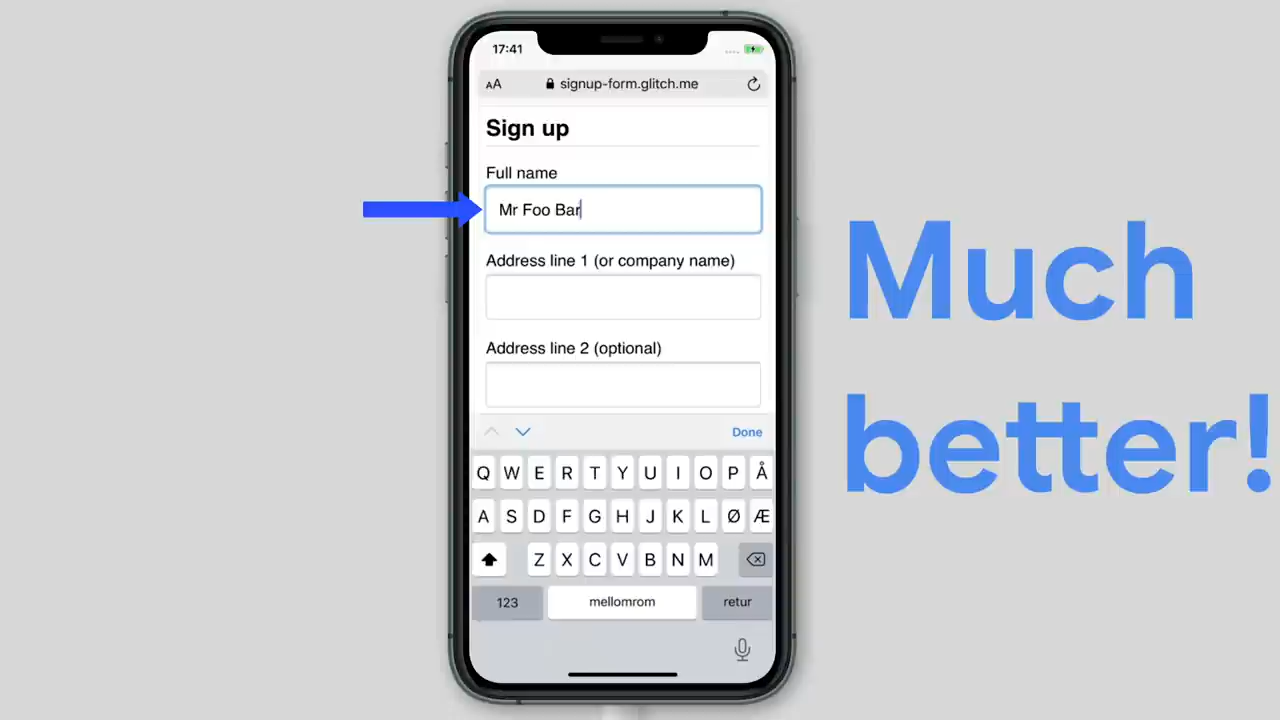 17:41
AA signup-form.glitch.me
Sign up
Full name
Mr Foo Bar
Address line 1 (or company name)
Address line 2 (optional)
Done
Q W E R T Y U I O P Å
A S D F G H J K L Ø Æ
Z X C V B N M
123 mellomrom retur
Much
better!